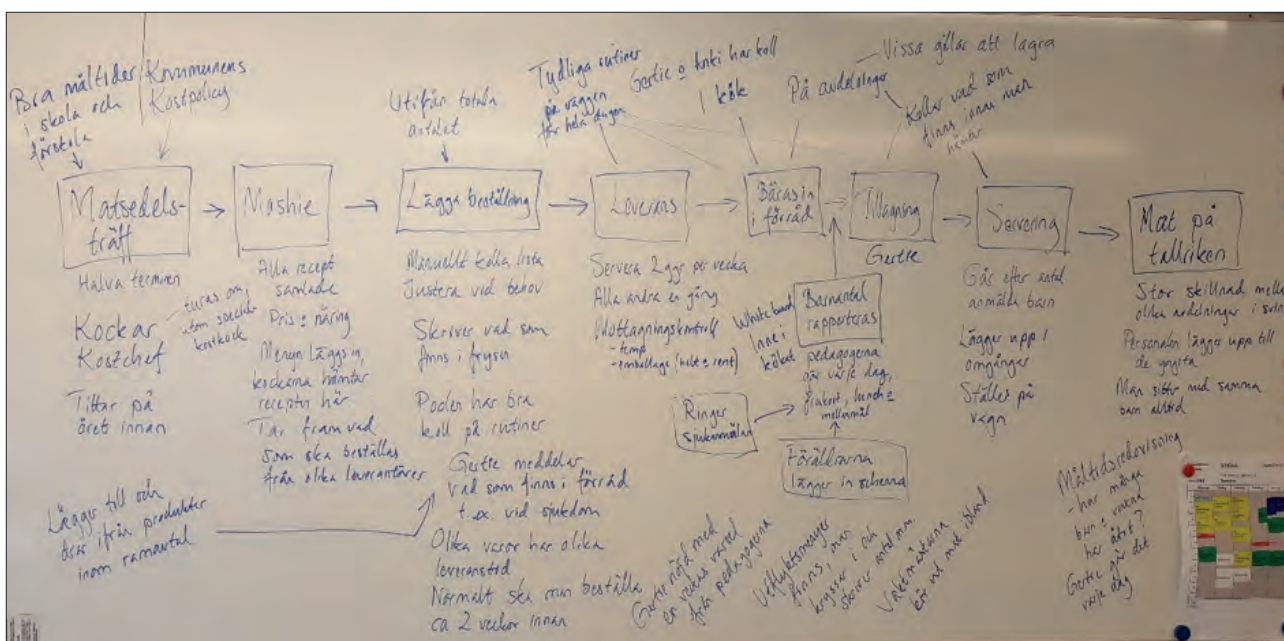 Bra måltider
i skola och
förskola
Kommunens
Kostpolicy
Matsedels-
träff
Halva terminen
Kockar
Kostchef
turas om,
utom special-
kostkock
Tittar på
året innan
Lägger till och
drar ifrån produkter
inom ramavtal
Mashie
Alla recept
samlade
Pris o näring
Menyn läggs in,
kockarna hämtar
recepten här
Tar fram vad
som ska beställas
från olika leverantörer
Utifrån totala
antalet
Lägga beställning
Manuellt kolla lista
Justera vid behov
Skriver vad som
finns i frysen
har bra
koll på rutiner
Gertie meddelar
vad som finns i förråd
t.ex. vid sjukdom
Olika varor har olika
leveranstid
Normalt ska man beställa
ca 2 veckor innan
Tydliga rutiner
på väggen
för hela dagen
Leverans
Servera 2 ggr per vecka
Alla andra en gång
Mottagningskontroll
- temp
- emballage (helt o rent)
Gertie o Anki har koll
i kök
Bäras in
i förråd
På avdelningar
Vissa gillar att lagra
Kollar vad som
finns innan man
hämtar
Tillagning
Gertie
Whiteboard
inne i
köket
Barnantal
rapporteras
pedagogerna
varje dag,
frukost, lunch o
mellanmål
Ringer
sjukanmälan
Föräldrarna
lägger in schema
Gertie nöjd med
en veckas varsel
från pedagogerna
Utflyktsmenyer
finns, man
kryssar i och
skriver antal mm
ut mat ibland
Servering
Går efter antal
anmälda barn
Lägger upp i
omgångar
Stället på
vagn
Mat på
tallriken
Stor skillnad mellan
olika avdelningar i
Personalen lägger upp till
de yngsta
Man sitter med samma
barn alltid
Måltidsredovisning
- hur många
barn o vuxna
har ätit?
Gertie gör det
varje dag